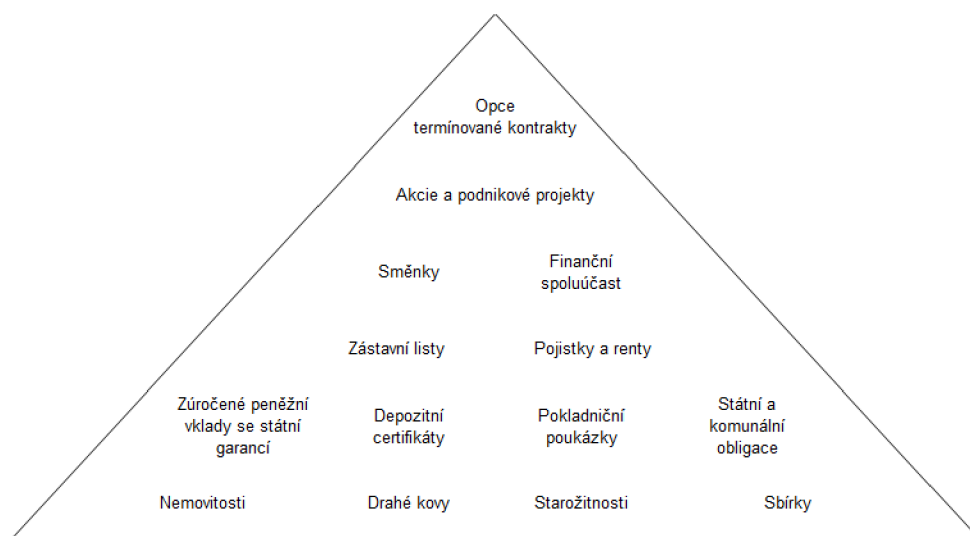 Opce
termínované kontrakty
Akcie a podnikové projekty
Směnky
Finanční
spoluúčast
Zástavní listy
Pojistky a renty
Zúročené peněžní
vklady se státní
garancí
Depozitní
certifikáty
Pokladniční
poukázky
Státní a
komunální
obligace
Nemovitosti
Drahé kovy
Starožitnosti
Sbírky